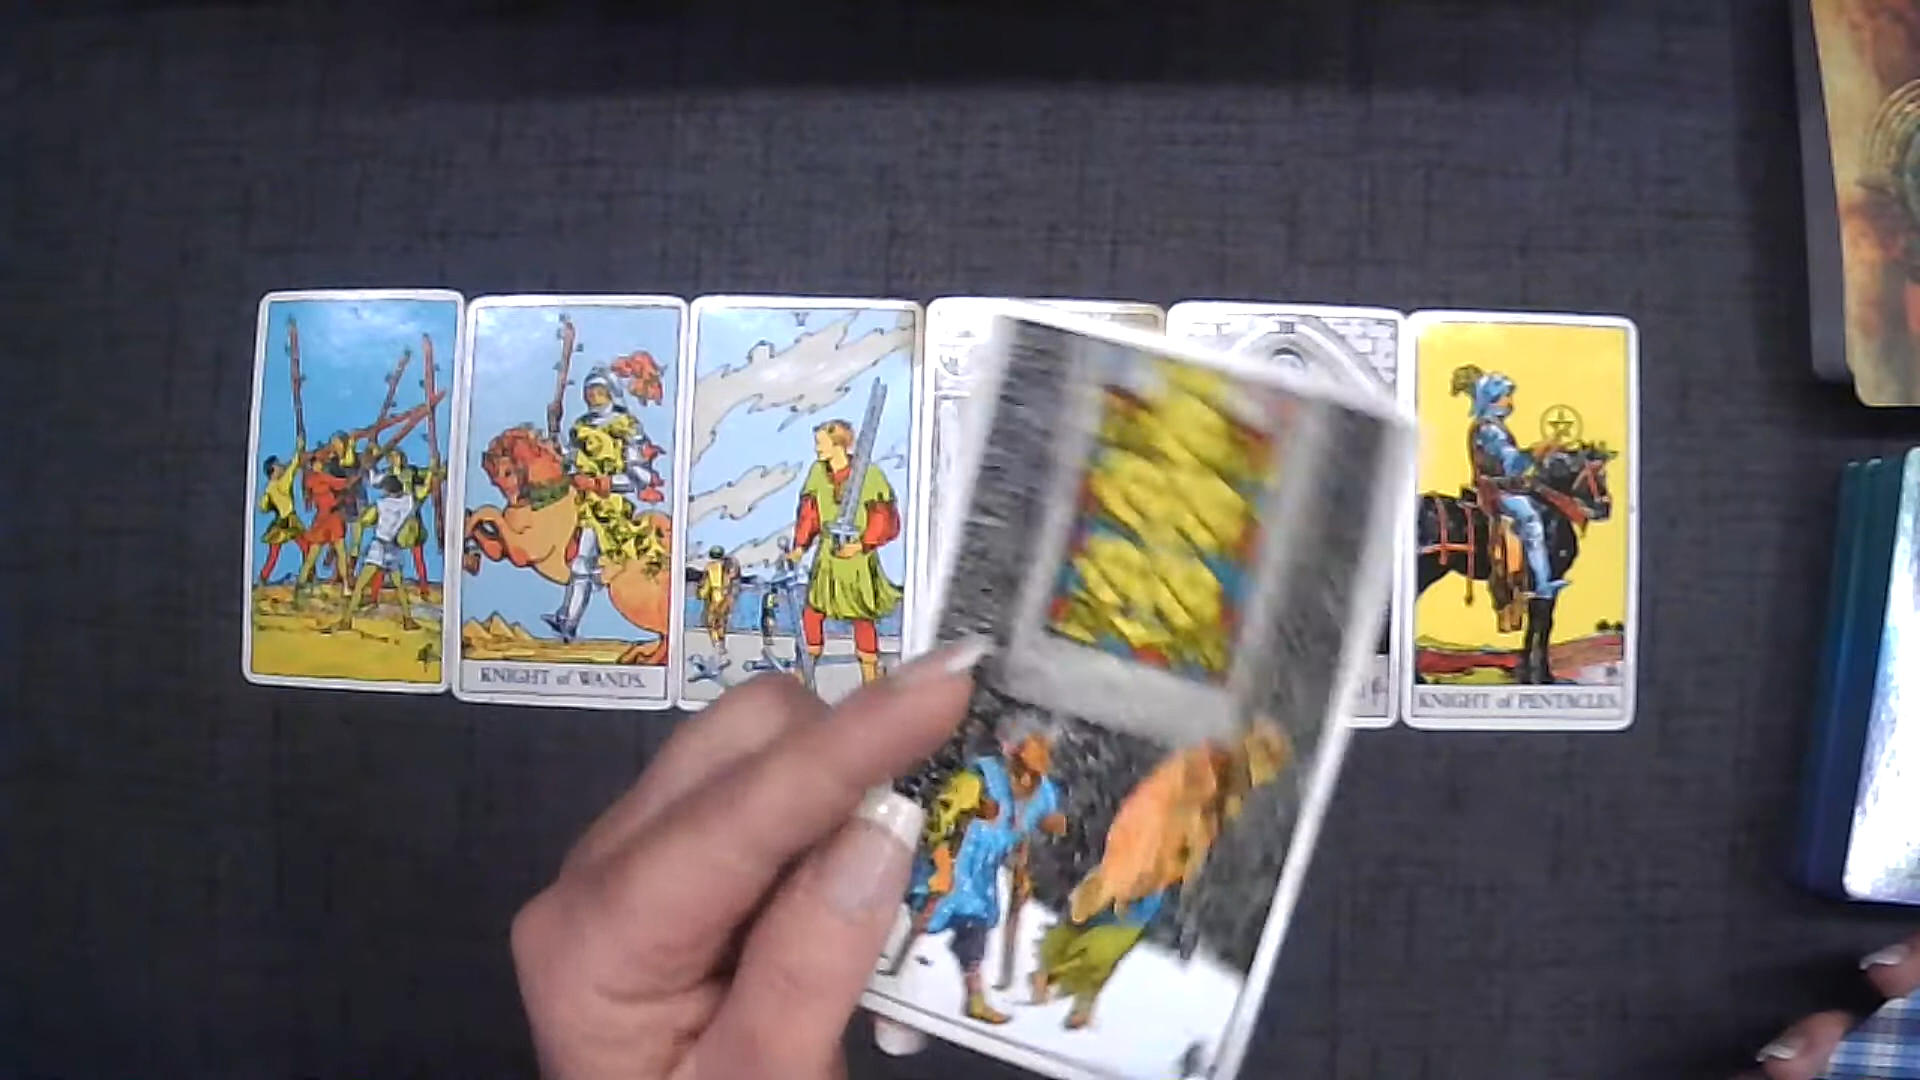 V
KNIGHT of WANDS.
KNIGHT of PENTACLES